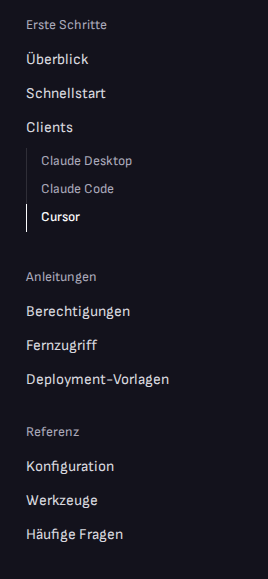 Erste Schritte
Überblick
Schnellstart
Clients
Claude Desktop
Claude Code
Cursor
Anleitungen
Berechtigungen
Fernzugriff
Deployment-Vorlagen
Referenz
Konfiguration
Werkzeuge
Häufige Fragen